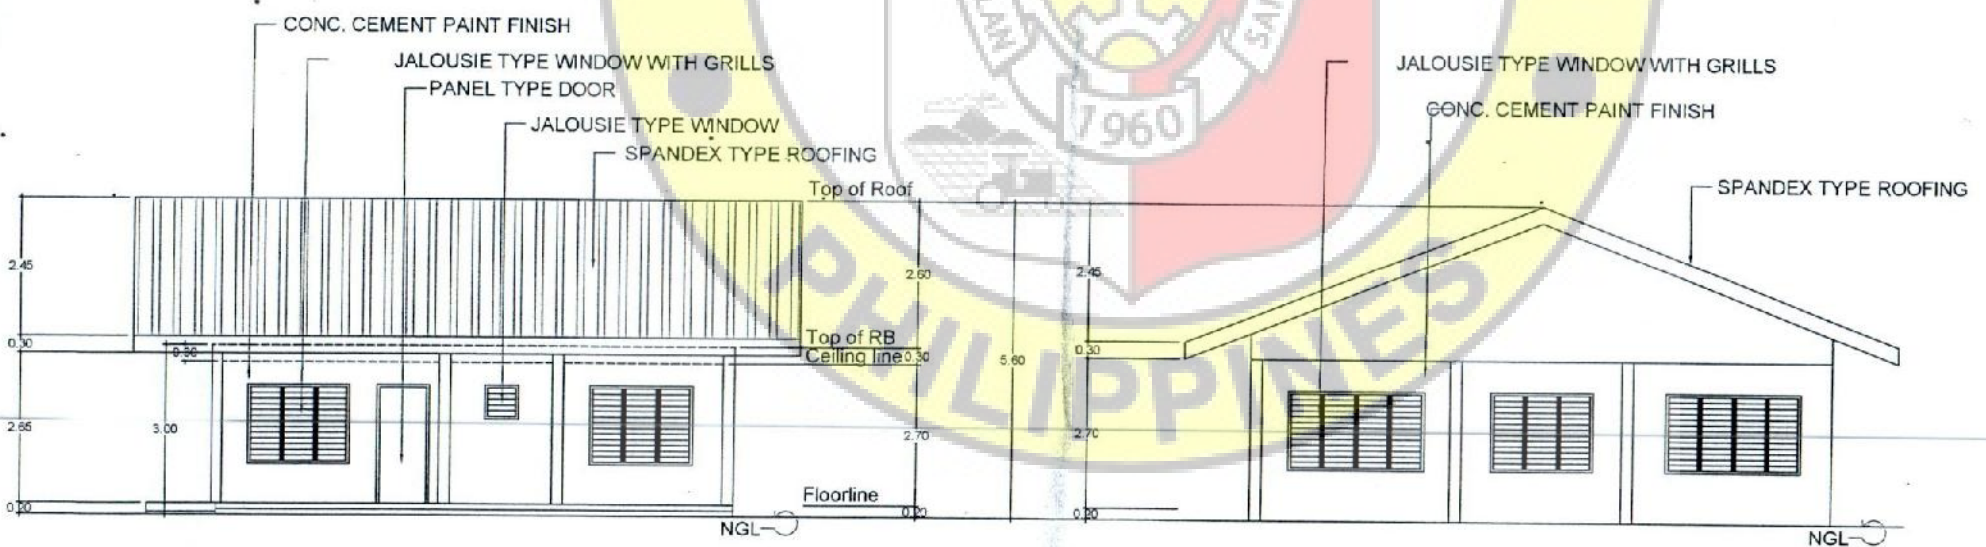 CONC. CEMENT PAINT FINISH
JALOUSIE TYPE WINDOW WITH GRILLS
PANEL TYPE DOOR
JALOUSIE TYPE WINDOW
SPANDEX TYPE ROOFING
JALOUSIE TYPE WINDOW WITH GRILLS
CONC. CEMENT PAINT FINISH
SPANDEX TYPE ROOFING
1960
PHILIPPINES
Top of Roof
2.45
2.60
2.45
Top of RB
Ceiling line
0.30
0.30
0.30
0.30
5.60
2.65
3.00
2.70
2.70
Floorline
0.20
0.20
0.20
NGL
NGL